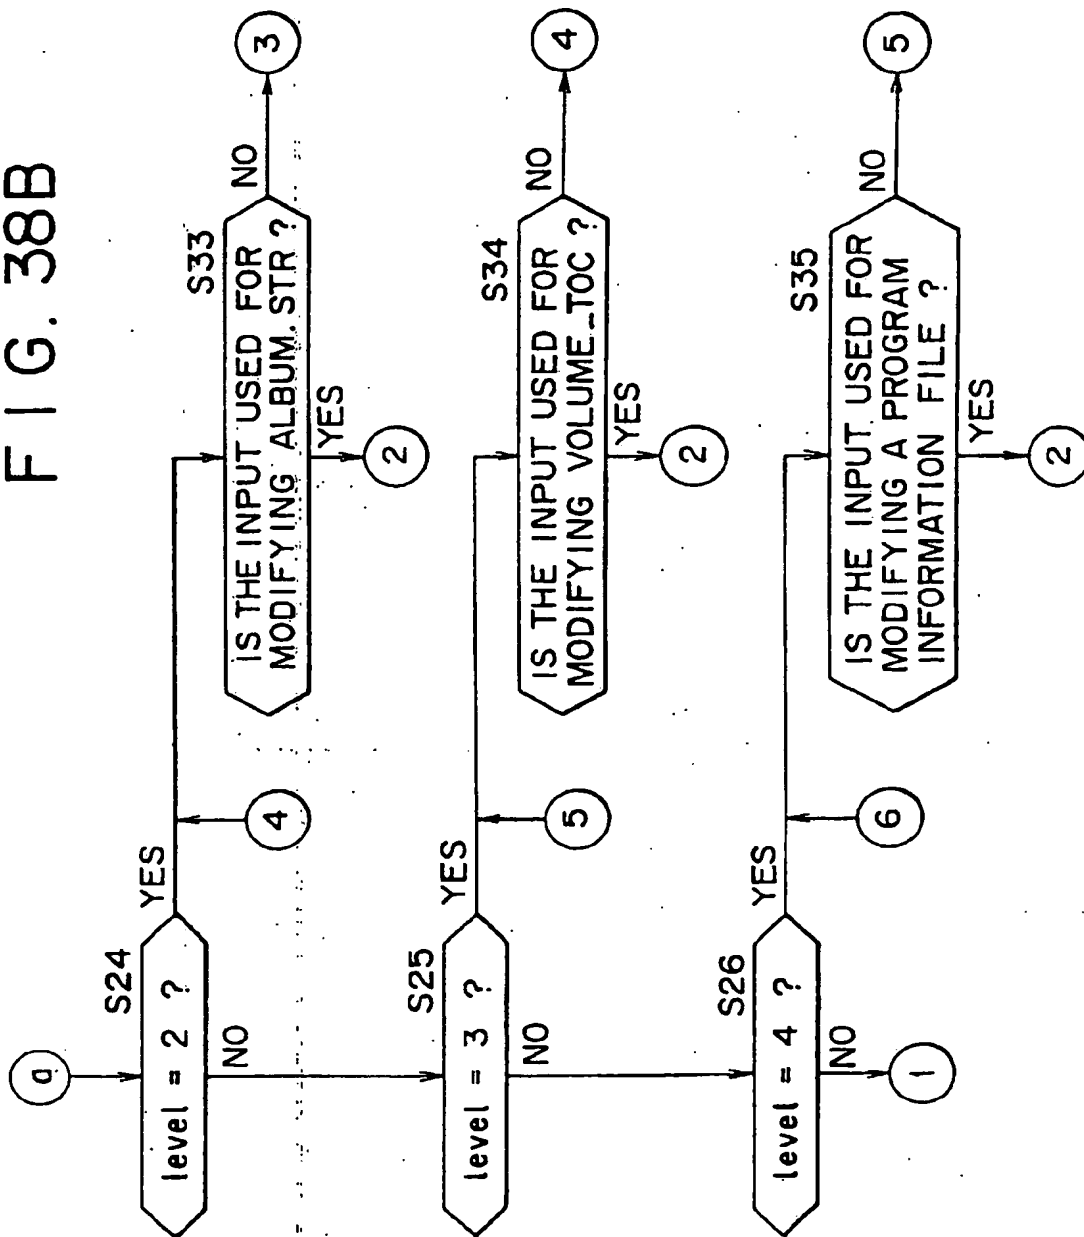 FIG. 38B
a
S24
level = 2 ?
YES
NO
4
S33
IS THE INPUT USED FOR
MODIFYING ALBUM.STR ?
NO
3
YES
2
S25
level = 3 ?
YES
NO
5
S34
IS THE INPUT USED FOR
MODIFYING VOLUME_TOC ?
NO
4
YES
2
S26
level = 4 ?
YES
NO
1
6
S35
IS THE INPUT USED FOR
MODIFYING A PROGRAM
INFORMATION FILE ?
NO
5
YES
2